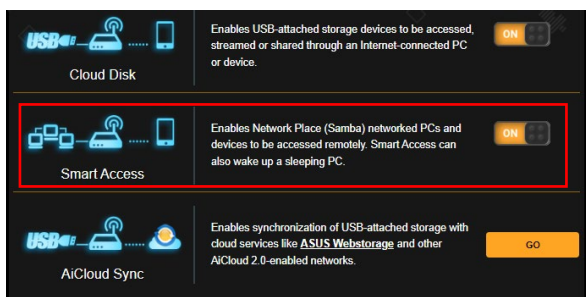 Enables USB-attached storage devices to be accessed,
streamed or shared through an Internet-connected PC
or device.
ON
USB
Cloud Disk
Enables Network Place (Samba) networked PCs and
devices to be accessed remotely. Smart Access can
also wake up a sleeping PC.
ON
Smart Access
Enables synchronization of USB-attached storage with
cloud services like ASUS Webstorage and other
AiCloud 2.0-enabled networks.
GO
USB
AiCloud Sync